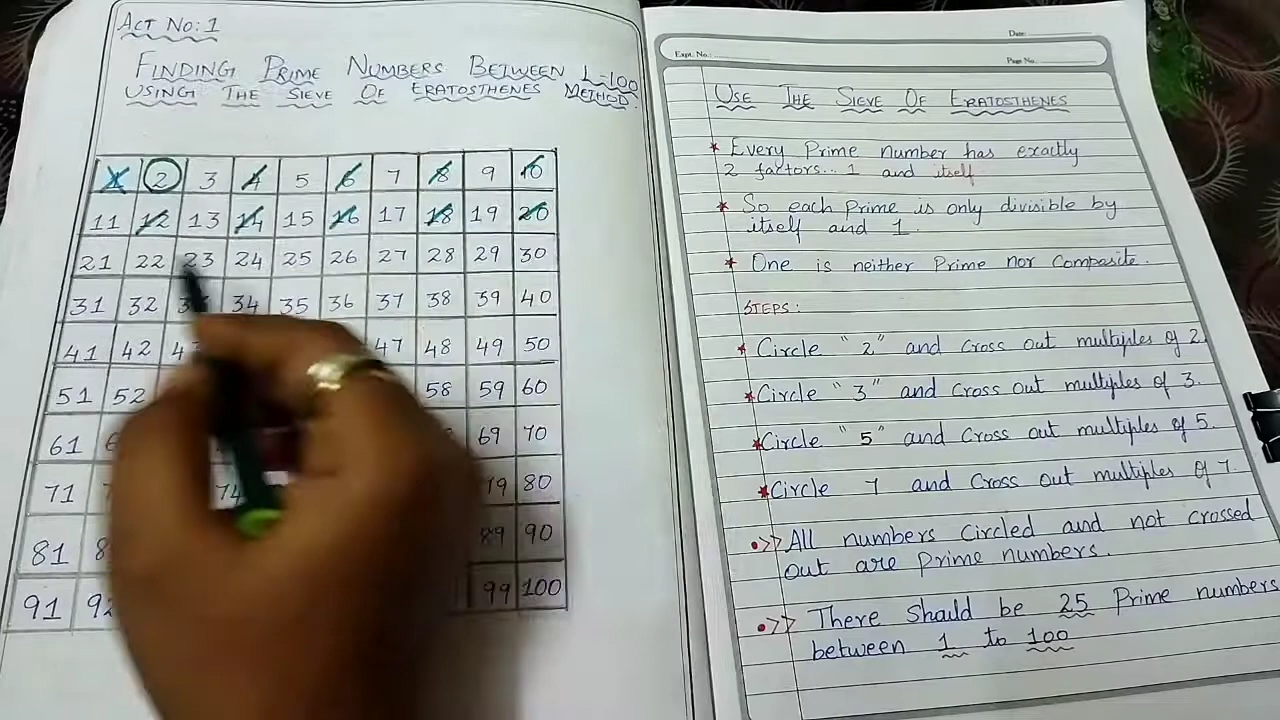 ACT NO: 1
FINDING PRIME NUMBERS BETWEEN 1-100
USING THE SIEVE OF ERATOSTHENES METHOD
1 2 3 4 5 6 7 8 9 10
11 12 13 14 15 16 17 18 19 20
21 22 23 24 25 26 27 28 29 30
31 32 33 34 35 36 37 38 39 40
41 42 47 48 49 50
51 52 58 59 60
61 69 70
71 74 79 80
81 89 90
91 92 99 100
Date:
Expt. No.:
Page No.
USE THE SIEVE OF ERATOSTHENES
* Every Prime number has exactly
2 factors.. 1 and itself
* So each Prime is only divisible by
itself and 1.
* One is neither Prime nor Composite.
STEPS:
* Circle "2" and Cross out multiples of 2.
* Circle "3" and Cross out multiples of 3.
* Circle "5" and Cross out multiples of 5.
* Circle 7 and Cross out multiples of 7.
•>> All numbers Circled and not crossed
out are Prime numbers.
•>> There should be 25 Prime numbers
between 1 to 100